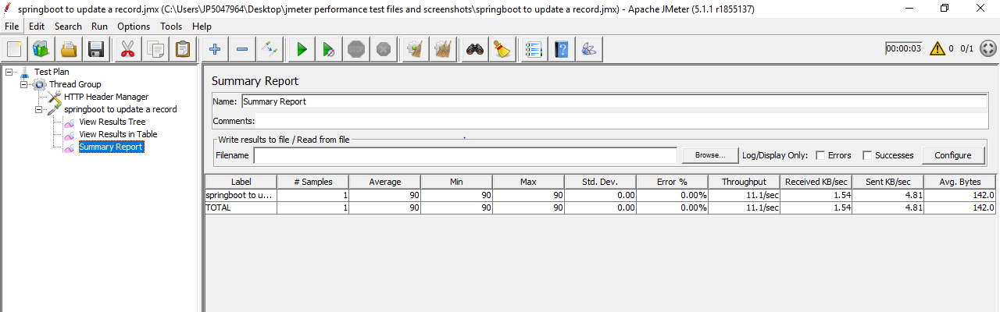 springboot to update a record.jmx (C:\Users\JP5047964\Desktop\jmeter performance test files and screenshots\springboot to update a record.jmx) - Apache JMeter (5.1.1 r1855137)
File Edit Search Run Options Tools Help
STOP 00:00:03 0 0/1
Test Plan
Thread Group
HTTP Header Manager
springboot to update a record
View Results Tree
View Results in Table
Summary Report
Summary Report
Name: Summary Report
Comments:
Write results to file / Read from file
Filename Browse... Log/Display Only: Errors Successes Configure
Label # Samples Average Min Max Std. Dev. Error % Throughput Received KB/sec Sent KB/sec Avg. Bytes
springboot to u... 1 90 90 90 0.00 0.00% 11.1/sec 1.54 4.81 142.0
TOTAL 1 90 90 90 0.00 0.00% 11.1/sec 1.54 4.81 142.0